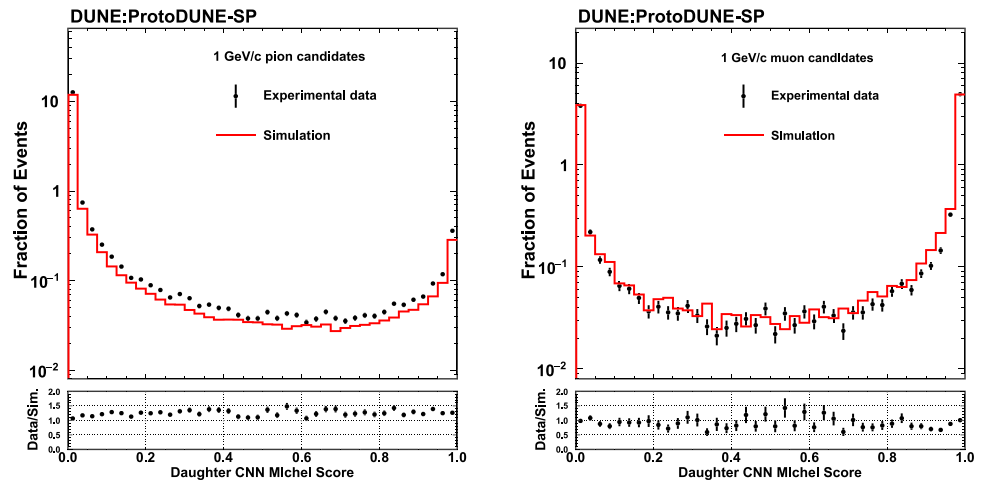 DUNE:ProtoDUNE-SP
1 GeV/c pion candidates
Experimental data
Simulation
Fraction of Events
10
1
10⁻¹
10⁻²
Data/Sim.
2.0
1.5
1.0
0.5
0.0
0.0 0.2 0.4 0.6 0.8 1.0
Daughter CNN Michel Score
DUNE:ProtoDUNE-SP
1 GeV/c muon candidates
Experimental data
Simulation
Fraction of Events
10
1
10⁻¹
10⁻²
Data/Sim.
2.0
1.5
1.0
0.5
0.0
0.0 0.2 0.4 0.6 0.8 1.0
Daughter CNN Michel Score